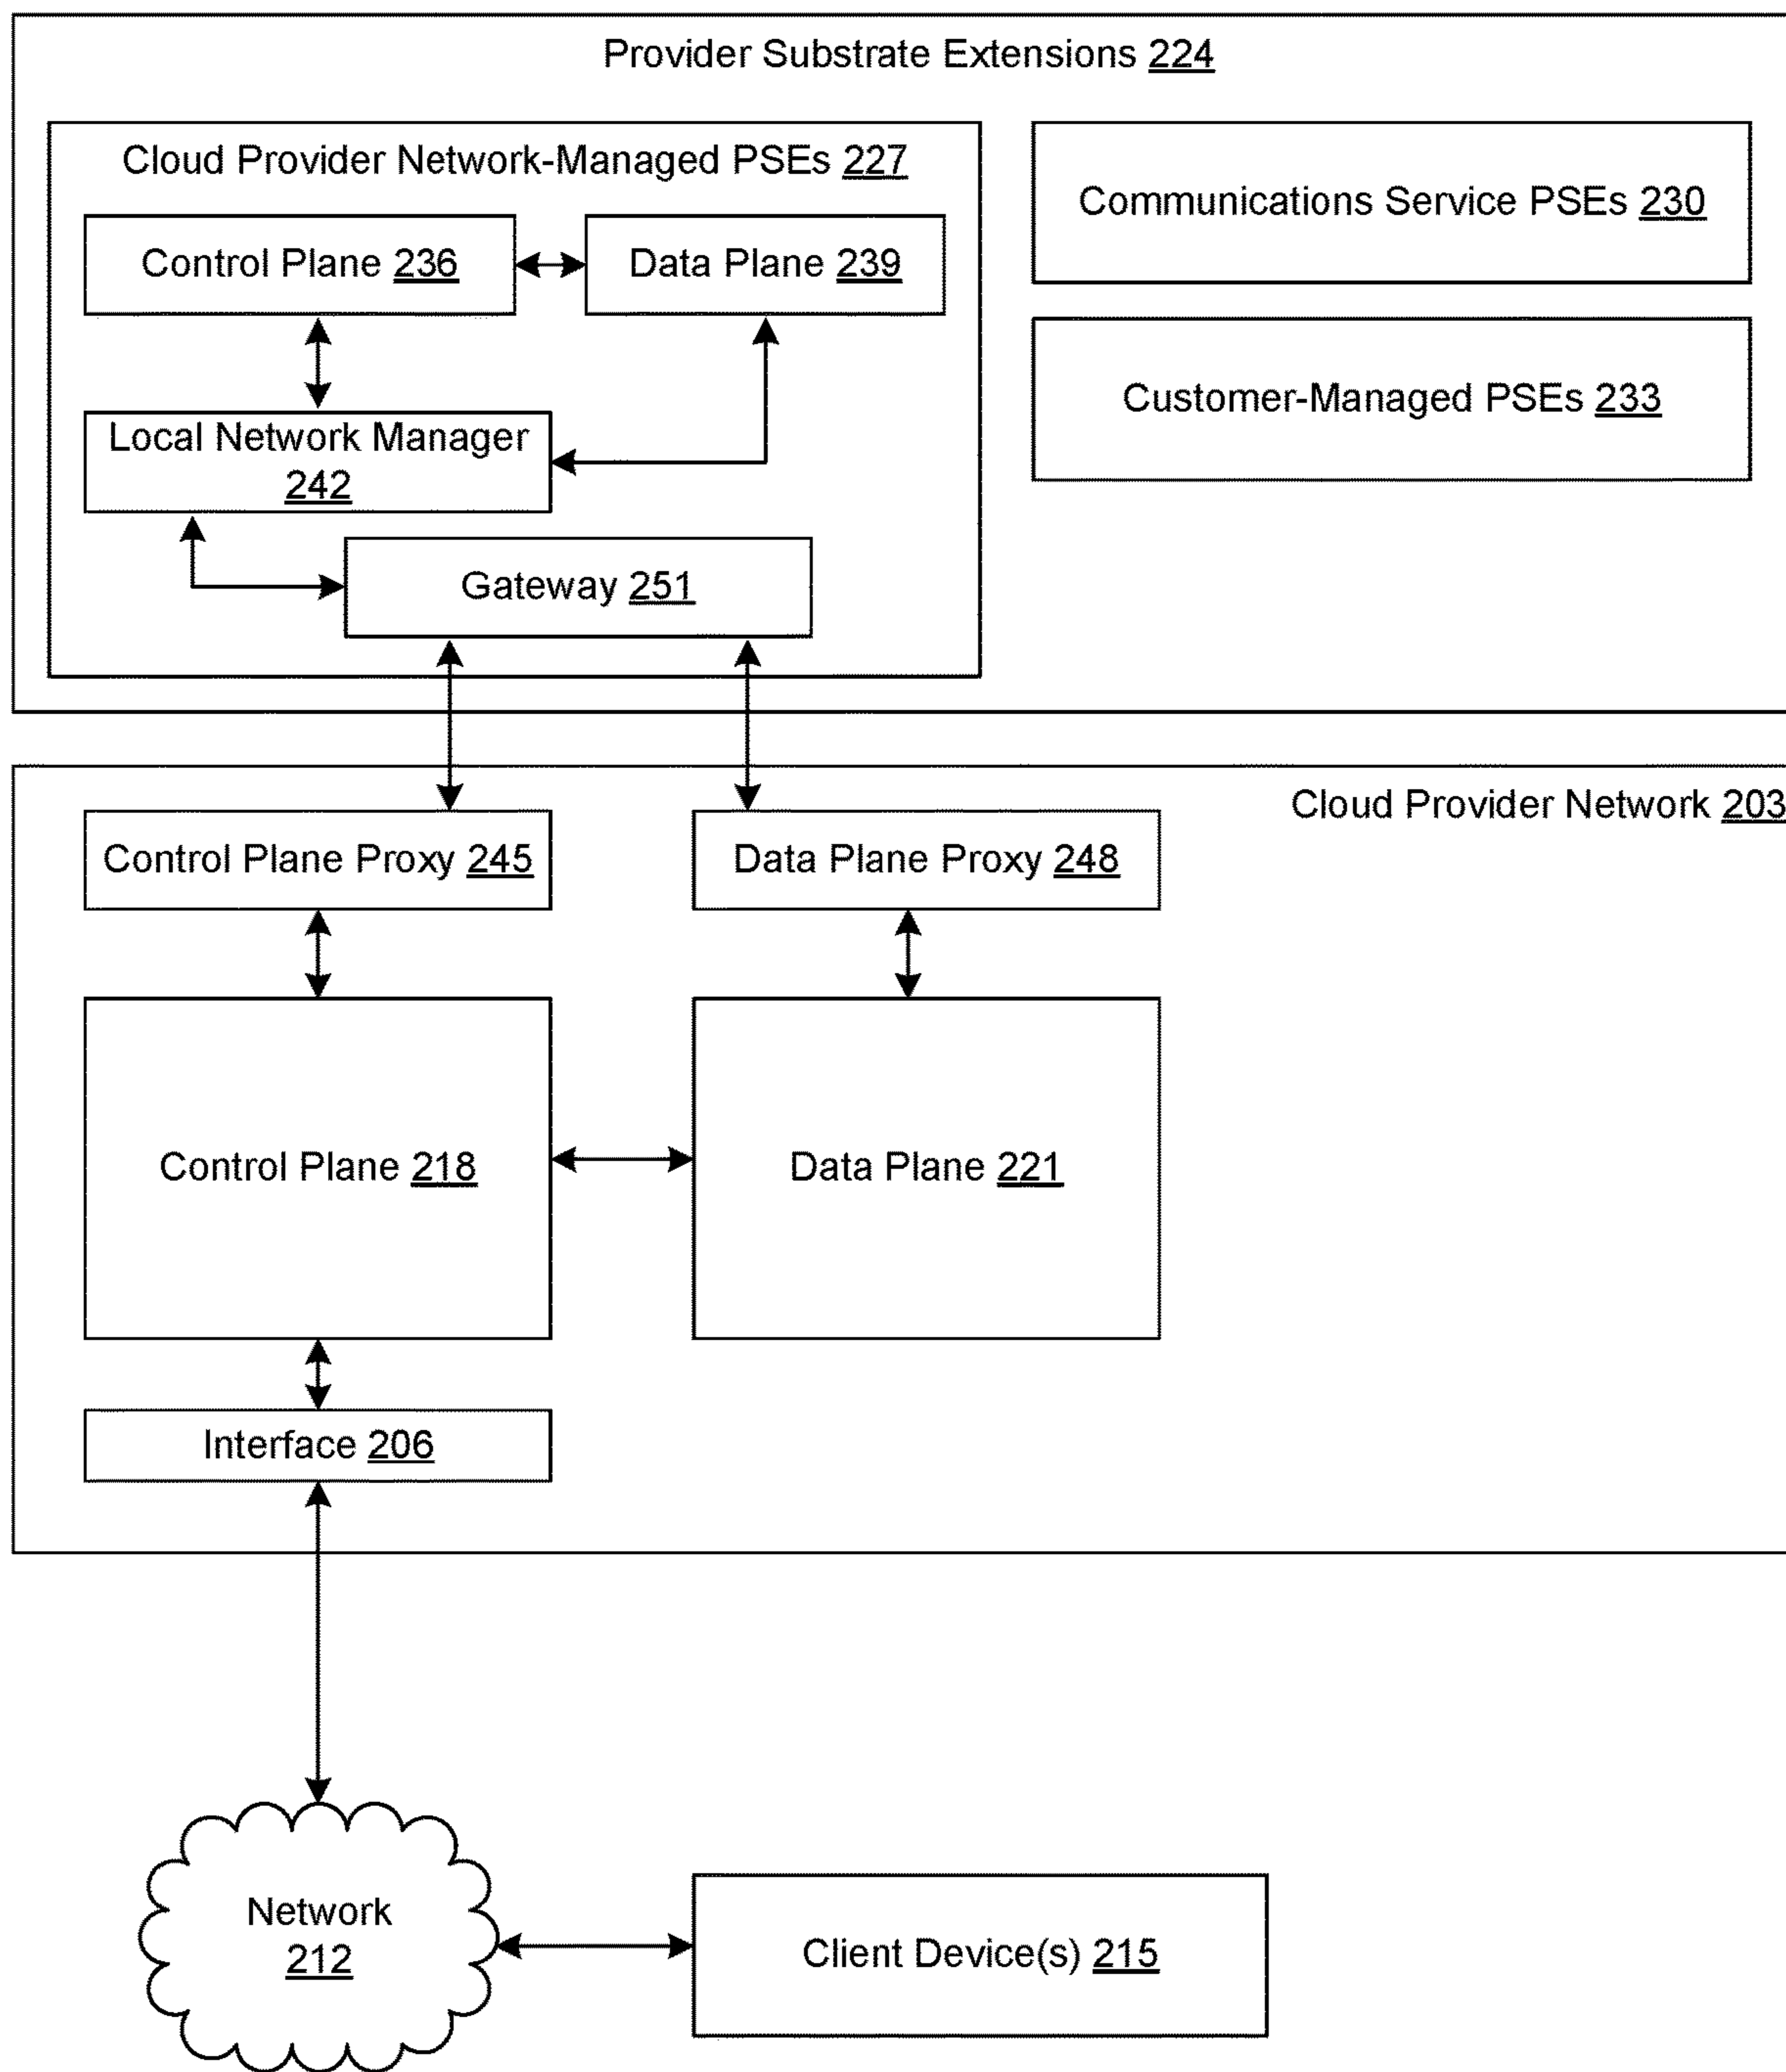 Provider Substrate Extensions 224
Cloud Provider Network-Managed PSEs 227
Control Plane 236
Data Plane 239
Local Network Manager
242
Gateway 251
Communications Service PSEs 230
Customer-Managed PSEs 233
Cloud Provider Network 203
Control Plane Proxy 245
Data Plane Proxy 248
Control Plane 218
Data Plane 221
Interface 206
Network
212
Client Device(s) 215